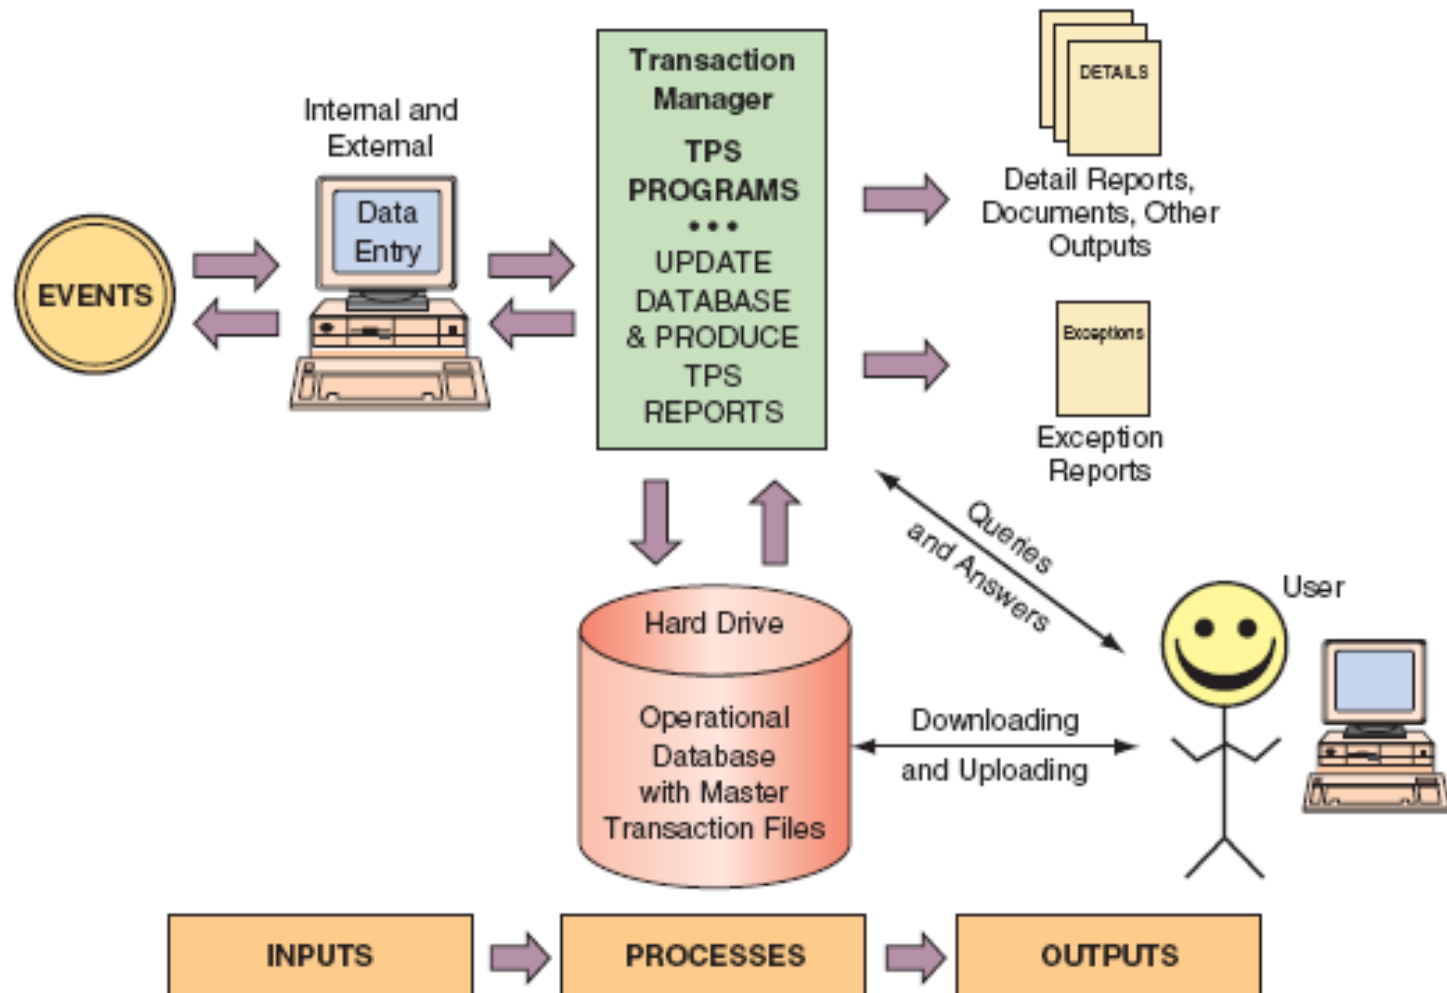 Internal and
External
EVENTS
Data
Entry
Transaction
Manager
TPS
PROGRAMS
• • •
UPDATE
DATABASE
& PRODUCE
TPS
REPORTS
DETAILS
Detail Reports,
Documents, Other
Outputs
Exceptions
Exception
Reports
Queries
and Answers
User
Hard Drive
Operational
Database
with Master
Transaction Files
Downloading
and Uploading
INPUTS
PROCESSES
OUTPUTS